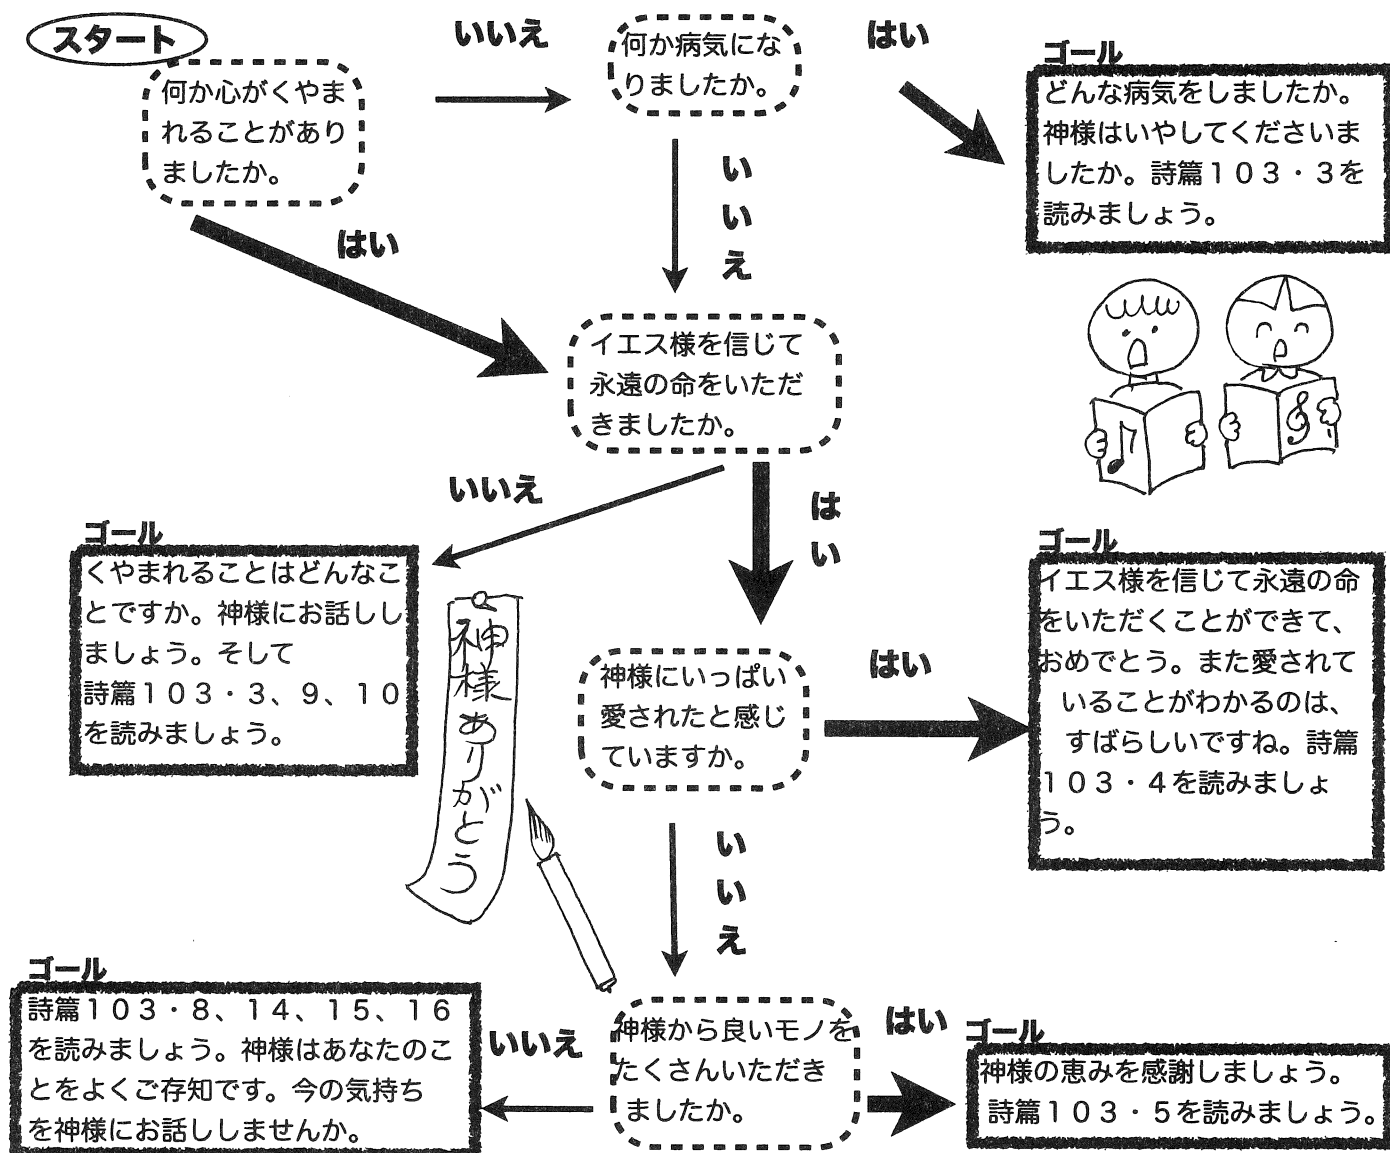 スタート
何か心がくやま
れることがあり
ましたか。
いいえ
何か病気にな
りましたか。
はい
ゴール
どんな病気をしましたか。
神様はいやしてくださいま
したか。詩篇１０３・３を
読みましょう。
はい
いいえ
イエス様を信じて
永遠の命をいただ
きましたか。
いいえ
はい
ゴール
くやまれることはどんなこ
とですか。神様にお話しし
ましょう。そして
詩篇１０３・３、９、１０
を読みましょう。
神様ありがとう
神様にいっぱい
愛されたと感じ
ていますか。
はい
ゴール
イエス様を信じて永遠の命
をいただくことができて、
おめでとう。また愛されて
いることがわかるのは、
すばらしいですね。詩篇
１０３・４を読みましょ
う。
いいえ
神様から良いモノを
たくさんいただき
ましたか。
いいえ
ゴール
詩篇１０３・８、１４、１５、１６
を読みましょう。神様はあなたのこ
とをよくご存知です。今の気持ち
を神様にお話ししませんか。
はい
ゴール
神様の恵みを感謝しましょう。
詩篇１０３・５を読みましょう。